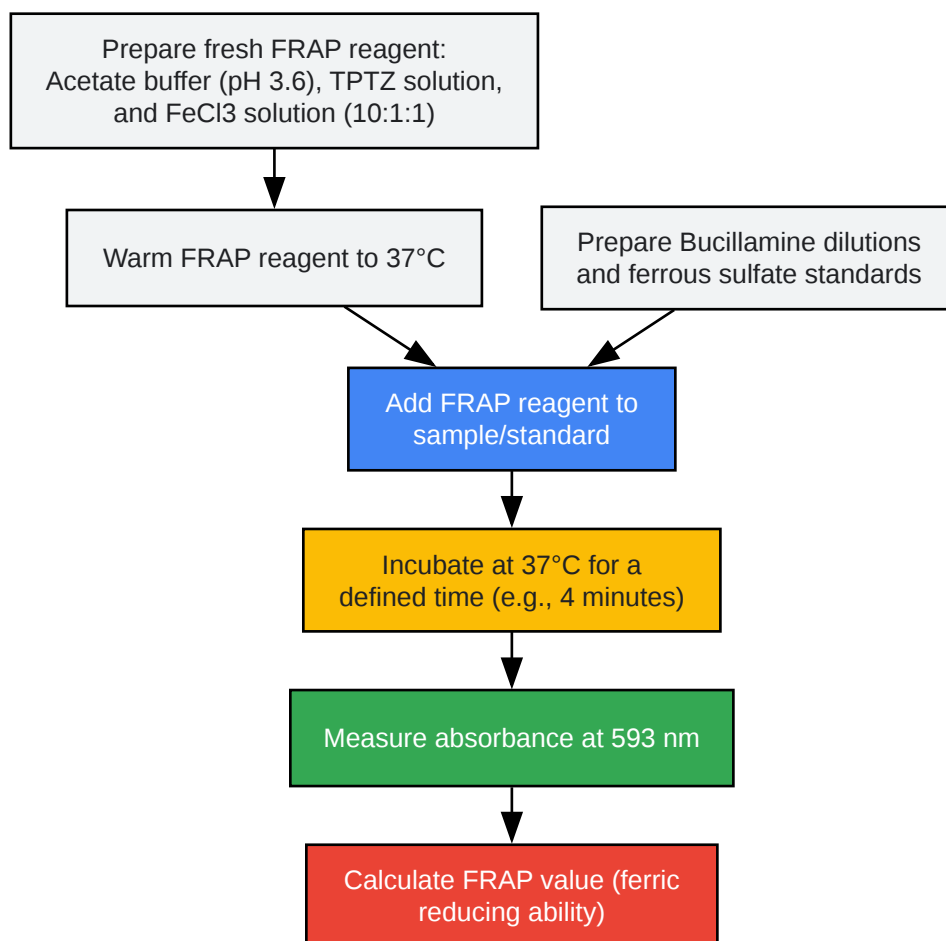 Prepare fresh FRAP reagent:
Acetate buffer (pH 3.6), TPTZ solution,
and FeCl3 solution (10:1:1)
Warm FRAP reagent to 37°C
Prepare Bucillamine dilutions
and ferrous sulfate standards
Add FRAP reagent to
sample/standard
Incubate at 37°C for a
defined time (e.g., 4 minutes)
Measure absorbance at 593 nm
Calculate FRAP value (ferric
reducing ability)